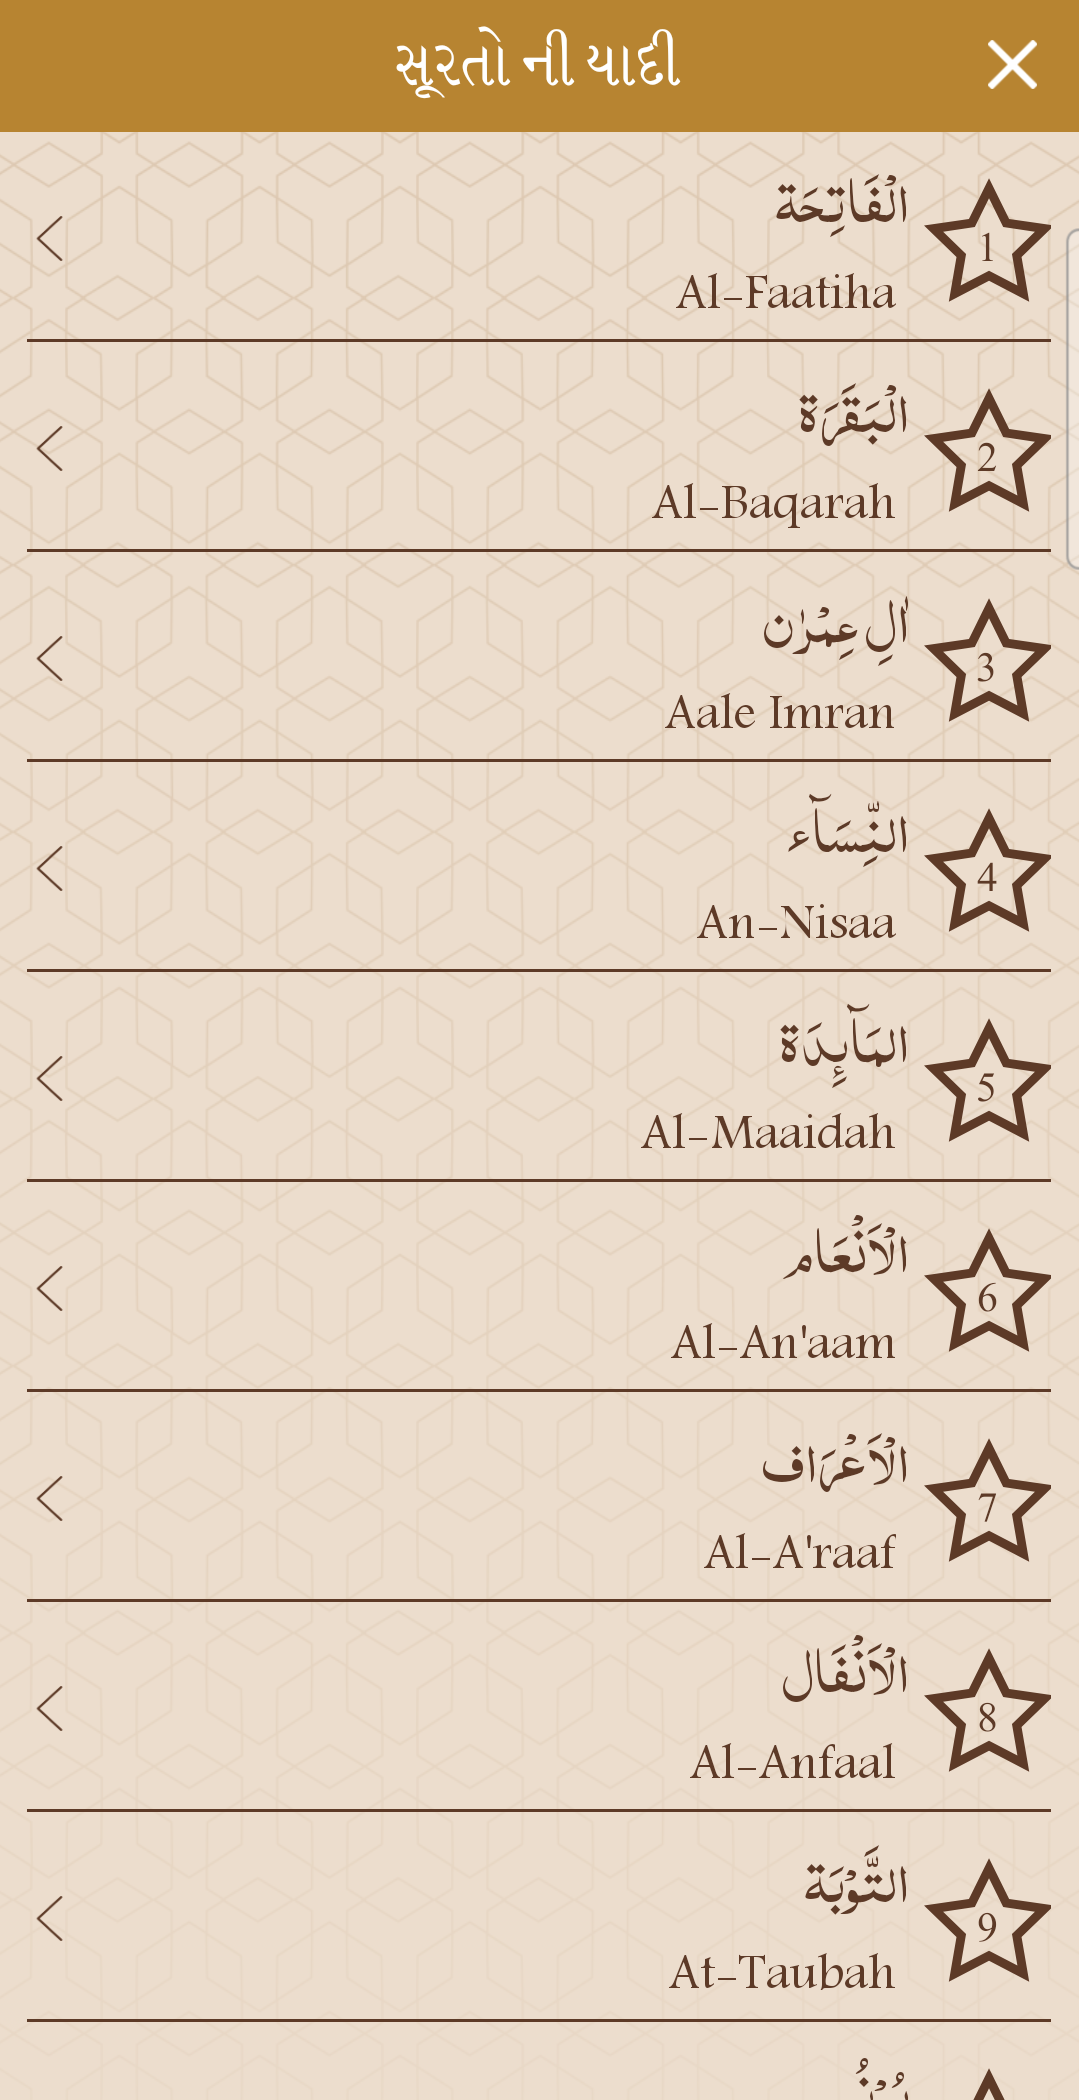 સૂરતો ની યાદી
الْفَاتِحَة
1
Al-Faatiha
الْبَقَرَة
2
Al-Baqarah
اٰلِ عِمْرٰن
3
Aale Imran
النِّسَآء
4
An-Nisaa
المَآئِدَة
5
Al-Maaidah
الْاَنْعَام
6
Al-An'aam
الْاَعْرَاف
7
Al-A'raaf
الْاَنْفَال
8
Al-Anfaal
التَّوْبَة
9
At-Taubah